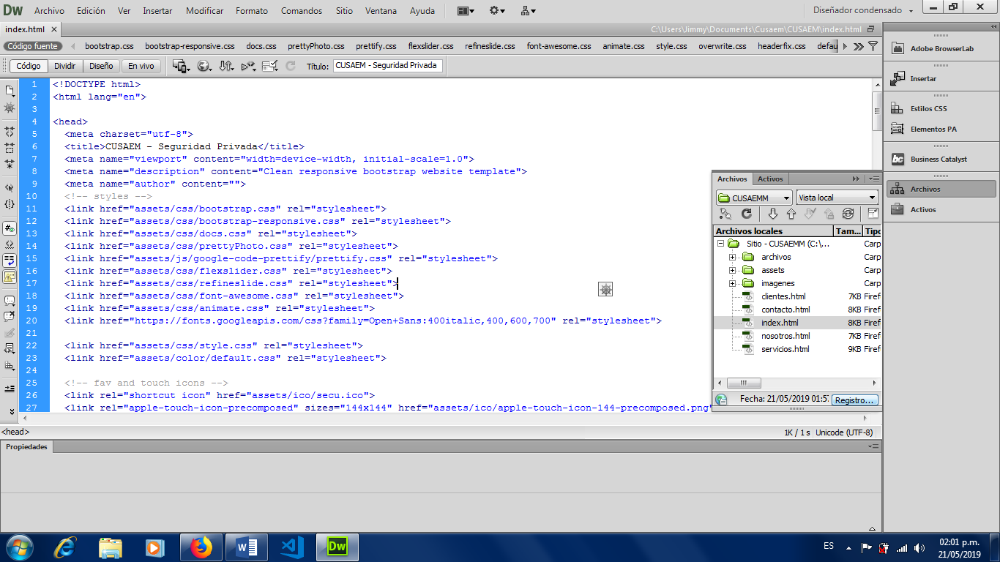 Dw Archivo Edición Ver Insertar Modificar Formato Comandos Sitio Ventana Ayuda Diseñador condensado
index.html C:\Users\Jimmy\Documents\Cusaem\CUSAEM\index.html
Código fuente bootstrap.css bootstrap-responsive.css docs.css prettyPhoto.css prettify.css flexslider.css refineslide.css font-awesome.css animate.css style.css overwrite.css headerfix.css defau
Código Dividir Diseño En vivo Título: CUSAEM - Seguridad Privada
1 <!DOCTYPE html>
2 <html lang="en">
3
4 <head>
5 <meta charset="utf-8">
6 <title>CUSAEM - Seguridad Privada</title>
7 <meta name="viewport" content="width=device-width, initial-scale=1.0">
8 <meta name="description" content="Clean responsive bootstrap website template">
9 <meta name="author" content="">
10 <!-- styles -->
11 <link href="assets/css/bootstrap.css" rel="stylesheet">
12 <link href="assets/css/bootstrap-responsive.css" rel="stylesheet">
13 <link href="assets/css/docs.css" rel="stylesheet">
14 <link href="assets/css/prettyPhoto.css" rel="stylesheet">
15 <link href="assets/js/google-code-prettify/prettify.css" rel="stylesheet">
16 <link href="assets/css/flexslider.css" rel="stylesheet">
17 <link href="assets/css/refineslide.css" rel="stylesheet">
18 <link href="assets/css/font-awesome.css" rel="stylesheet">
19 <link href="assets/css/animate.css" rel="stylesheet">
20 <link href="https://fonts.googleapis.com/css?family=Open+Sans:400italic,400,600,700" rel="stylesheet">
21
22 <link href="assets/css/style.css" rel="stylesheet">
23 <link href="assets/color/default.css" rel="stylesheet">
24
25 <!-- fav and touch icons -->
26 <link rel="shortcut icon" href="assets/ico/secu.ico">
27 <link rel="apple-touch-icon-precomposed" sizes="144x144" href="assets/ico/apple-touch-icon-144-precomposed.png"
<head> 1K / 1 s Unicode (UTF-8)
Propiedades
Archivos Activos
CUSAEMM Vista local
Archivos locales Tam... Tipo
Sitio - CUSAEMM (C:\... Carp
archivos Carp
assets Carp
imagenes Carp
clientes.html 7KB Firef
contacto.html 8KB Firef
index.html 8KB Firef
nosotros.html 7KB Firef
servicios.html 9KB Firef
Fecha: 21/05/2019 01:57 Registro...
Adobe BrowserLab
Insertar
Estilos CSS
Elementos PA
bc Business Catalyst
Archivos
Activos
W Dw ES 02:01 p.m.
21/05/2019